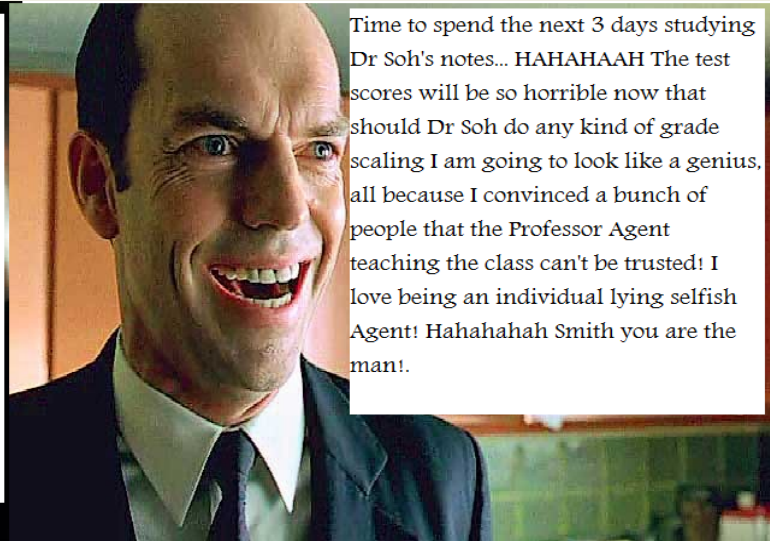 Time to spend the next 3 days studying
Dr Soh's notes... HAHAHAAH The test
scores will be so horrible now that
should Dr Soh do any kind of grade
scaling I am going to look like a genius,
all because I convinced a bunch of
people that the Professor Agent
teaching the class can't be trusted! I
love being an individual lying selfish
Agent! Hahahahah Smith you are the
man!.